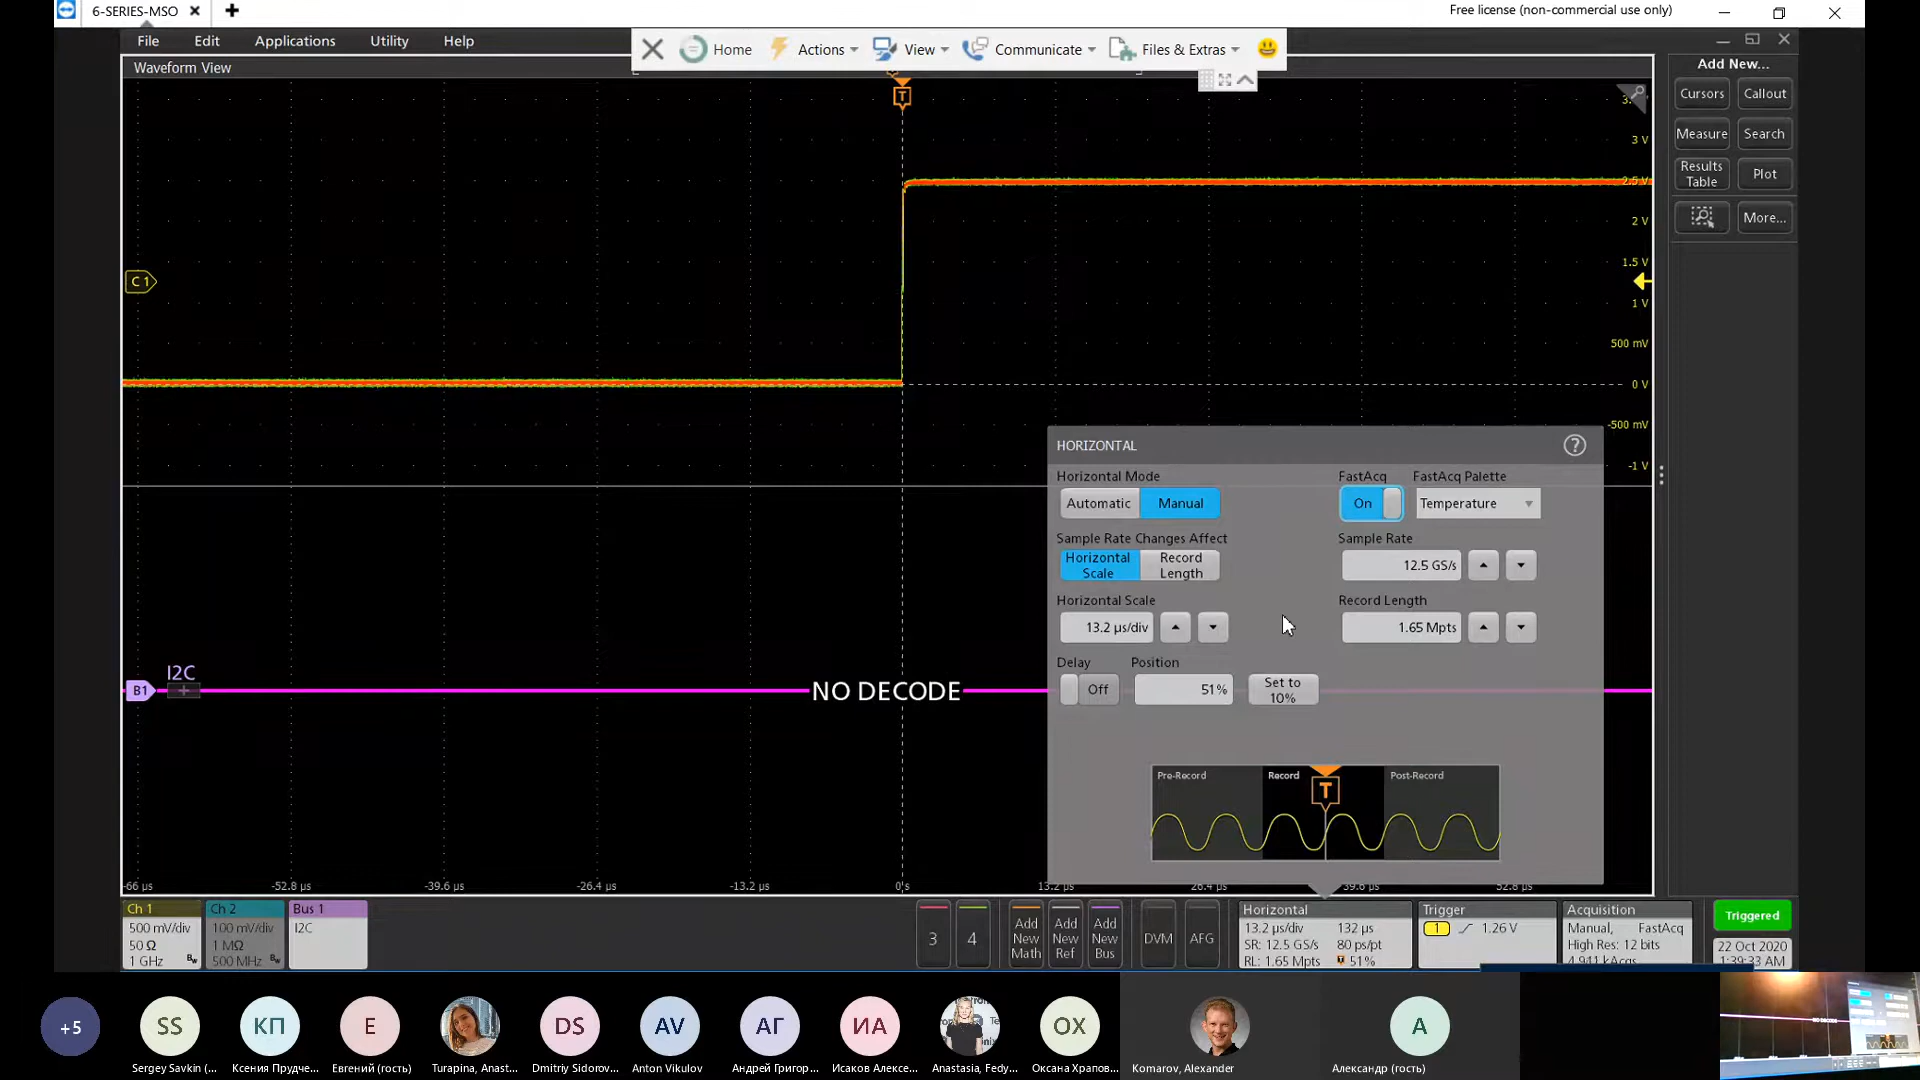 6-SERIES-MSO
Free license (non-commercial use only)
File Edit Applications Utility Help
Home Actions View Communicate Files & Extras
Waveform View
Add New...
Cursors Callout
Measure Search
Results Table Plot
More...
T
3 V
2.5 V
2 V
1.5 V
1 V
500 mV
0 V
-500 mV
-1 V
C 1
HORIZONTAL
?
Horizontal Mode
Automatic Manual
FastAcq FastAcq Palette
On Temperature
Sample Rate Changes Affect
Horizontal Scale Record Length
Sample Rate
12.5 GS/s
Horizontal Scale
13.2 µs/div
Record Length
1.65 Mpts
Delay Position
Off 51% Set to 10%
Pre-Record Record Post-Record
T
I2C
B1
NO DECODE
-66 µs -52.8 µs -39.6 µs -26.4 µs -13.2 µs 0 s 13.2 µs 26.4 µs 39.6 µs 52.8 µs
Ch 1
500 mV/div
50 Ω
1 GHz Bw
Ch 2
100 mV/div
1 MΩ
500 MHz Bw
Bus 1
I2C
3 4
Add New Math
Add New Ref
Add New Bus
DVM AFG
Horizontal
13.2 µs/div 132 µs
SR: 12.5 GS/s 80 ps/pt
RL: 1.65 Mpts 51%
Trigger
1 1.26 V
Acquisition
Manual, FastAcq
High Res: 12 bits
4.941 kAcqs
Triggered
22 Oct 2020
1:39:33 AM
+5
SS КП E DS AV АГ ИА ОХ A
Sergey Savkin (...
Ксения Прудче...
Евгений (гость)
Turapina, Anast...
Dmitriy Sidorov...
Anton Vikulov
Андрей Григор...
Исаков Алексе...
Anastasia, Fedy...
Оксана Храпов...
Komarov, Alexander
Александр (гость)